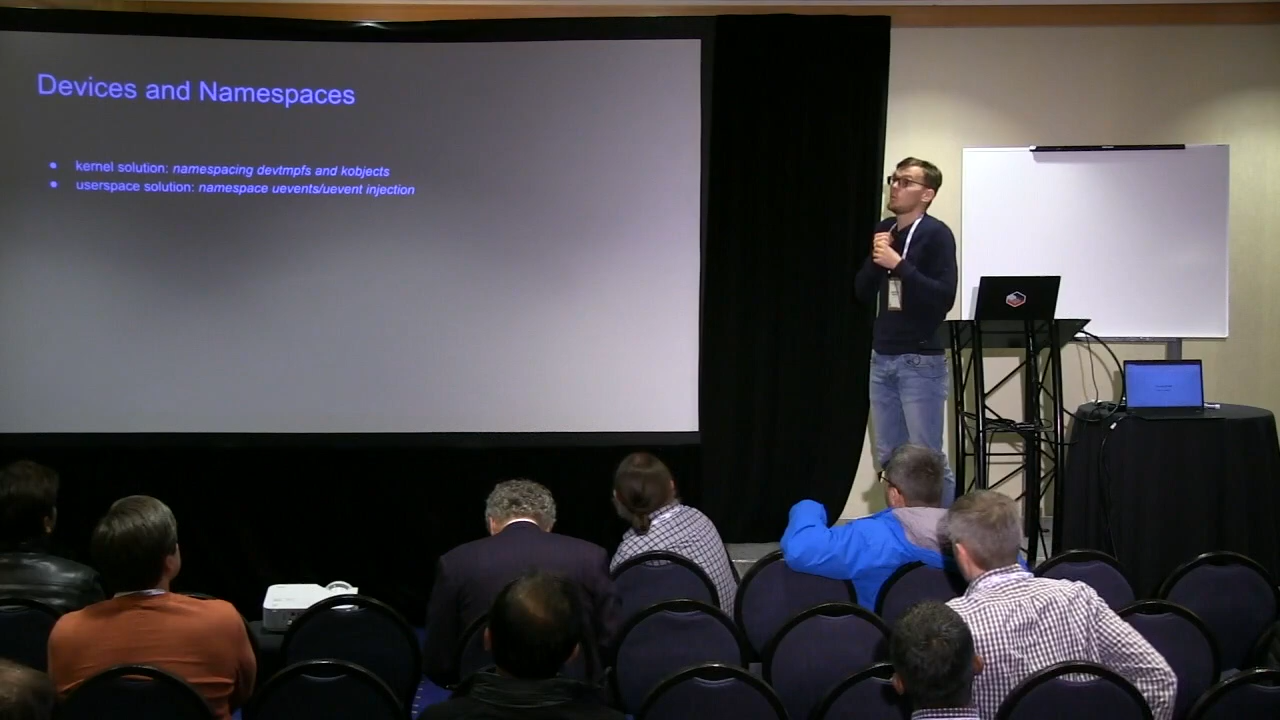 Devices and Namespaces
● kernel solution: namespacing devtmpfs and kobjects
● userspace solution: namespace uevents/uevent injection